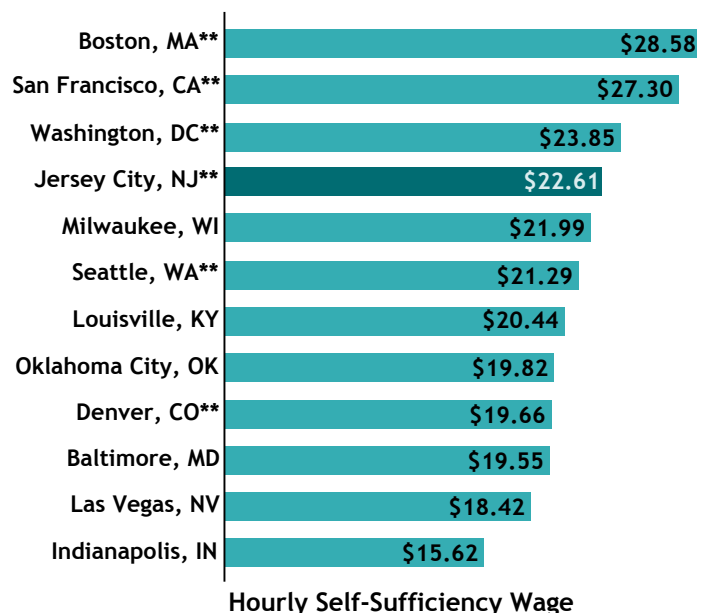 Boston, MA** $28.58
San Francisco, CA** $27.30
Washington, DC** $23.85
Jersey City, NJ** $22.61
Milwaukee, WI $21.99
Seattle, WA** $21.29
Louisville, KY $20.44
Oklahoma City, OK $19.82
Denver, CO** $19.66
Baltimore, MD $19.55
Las Vegas, NV $18.42
Indianapolis, IN $15.62
Hourly Self-Sufficiency Wage